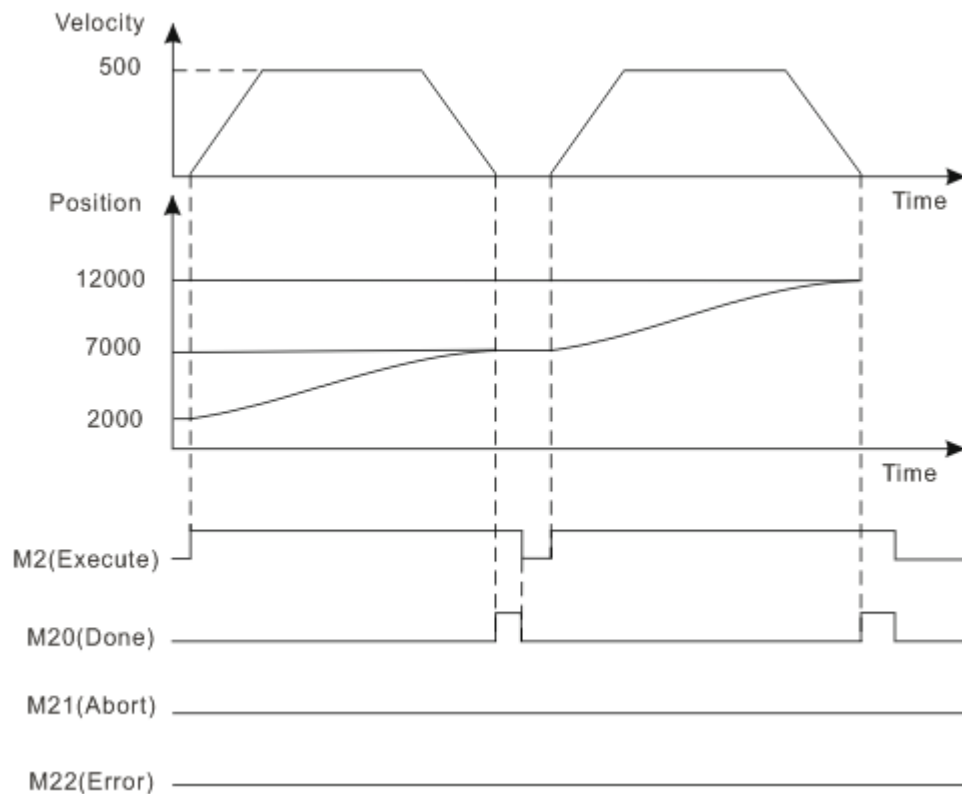 Velocity
500
Time
Position
12000
7000
2000
Time
M2(Execute)
M20(Done)
M21(Abort)
M22(Error)